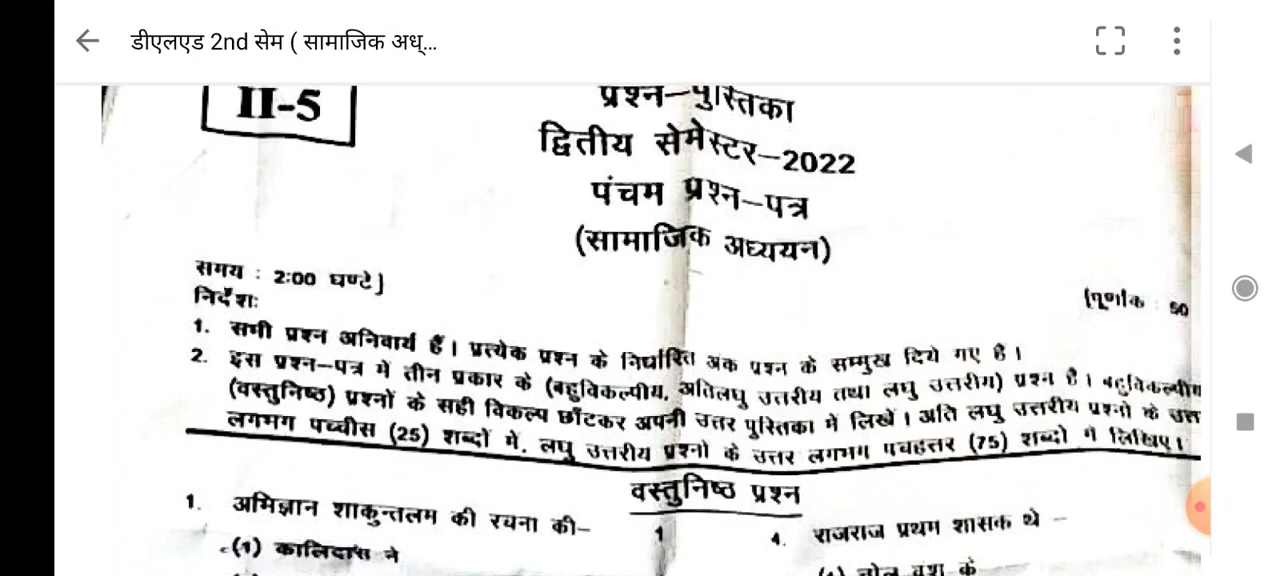 डीएलएड 2nd सेम ( सामाजिक अध्...
II-5
प्रश्न–पुस्तिका
द्वितीय सेमेस्टर–2022
पंचम प्रश्न–पत्र
(सामाजिक अध्ययन)
समय : 2:00 घण्टे]
[पूर्णांक : 50
निर्देशः
1. सभी प्रश्न अनिवार्य हैं। प्रत्येक प्रश्न के निर्धारित अंक प्रश्न के सम्मुख दिये गए है।
2. इस प्रश्न–पत्र में तीन प्रकार के (बहुविकल्पीय, अतिलघु उत्तरीय तथा लघु उत्तरीय) प्रश्न है। बहुविकल्पीय
(वस्तुनिष्ठ) प्रश्नों के सही विकल्प छाँटकर अपनी उत्तर पुस्तिका में लिखें। अति लघु उत्तरीय प्रश्नो के उत्त
लगभग पच्चीस (25) शब्दों मे, लघु उत्तरीय प्रश्नो के उत्तर लगभग पचहत्तर (75) शब्दो में लिखिए।
वस्तुनिष्ठ प्रश्न
1. अभिज्ञान शाकुन्तलम की रचना की– 1
(1) कालिदास ने
4. राजराज प्रथम शासक थे –
(1) चोल वंश के